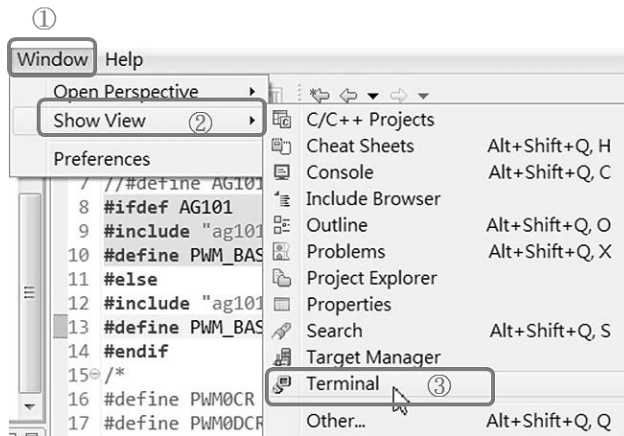 ①
Window Help
Open Perspective
Show View ②
Preferences
C/C++ Projects
Cheat Sheets Alt+Shift+Q, H
Console Alt+Shift+Q, C
Include Browser
Outline Alt+Shift+Q, O
Problems Alt+Shift+Q, X
Project Explorer
Properties
Search Alt+Shift+Q, S
Target Manager
Terminal ③
Other... Alt+Shift+Q, Q
7 //#define AG101
8 #ifdef AG101
9 #include "ag101
10 #define PWM_BAS
11 #else
12 #include "ag101
13 #define PWM_BAS
14 #endif
15 /*
16 #define PWM0CR
17 #define PWM0DCR